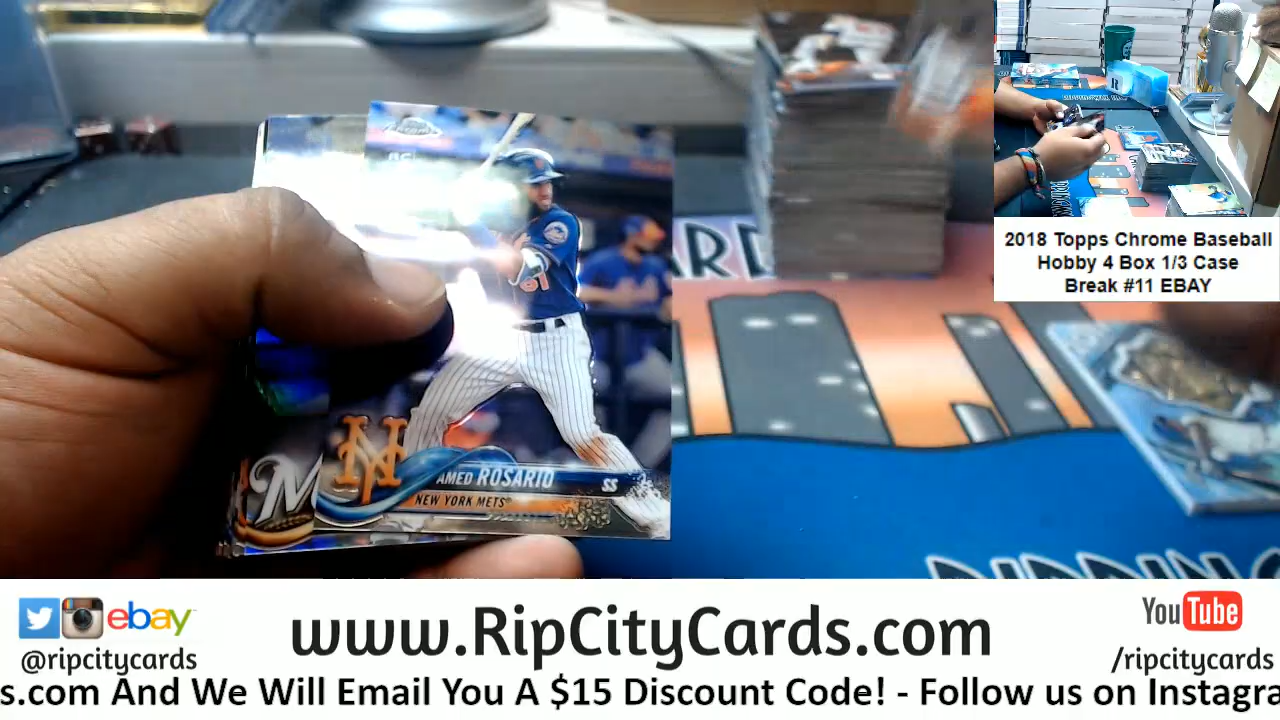 61
AMED ROSARIO SS
NEW YORK METS
NY
M
2018 Topps Chrome Baseball
Hobby 4 Box 1/3 Case
Break #11 EBAY
ebay
@ripcitycards
www.RipCityCards.com
YouTube
/ripcitycards
s.com And We Will Email You A $15 Discount Code! - Follow us on Instagra